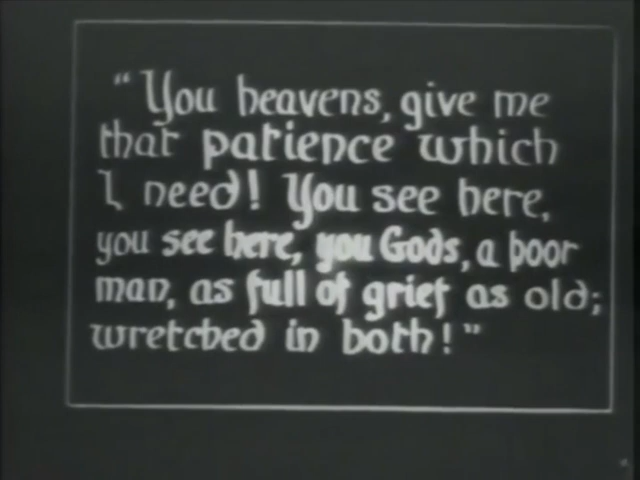 “You heavens, give me
that patience which
I need! You see here,
you see here, you Gods, a poor
man, as full of grief as old;
wretched in both!”